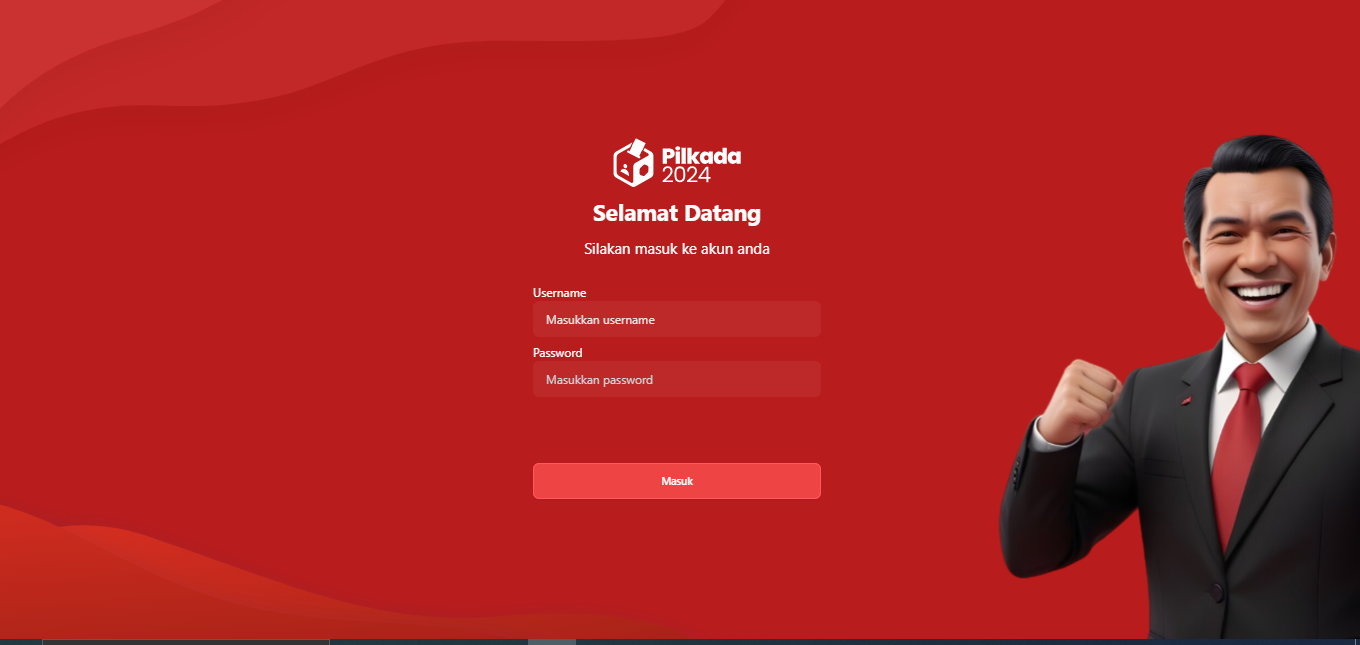 Pilkada
2024
Selamat Datang
Silakan masuk ke akun anda
Username
Masukkan username
Password
Masukkan password
Masuk